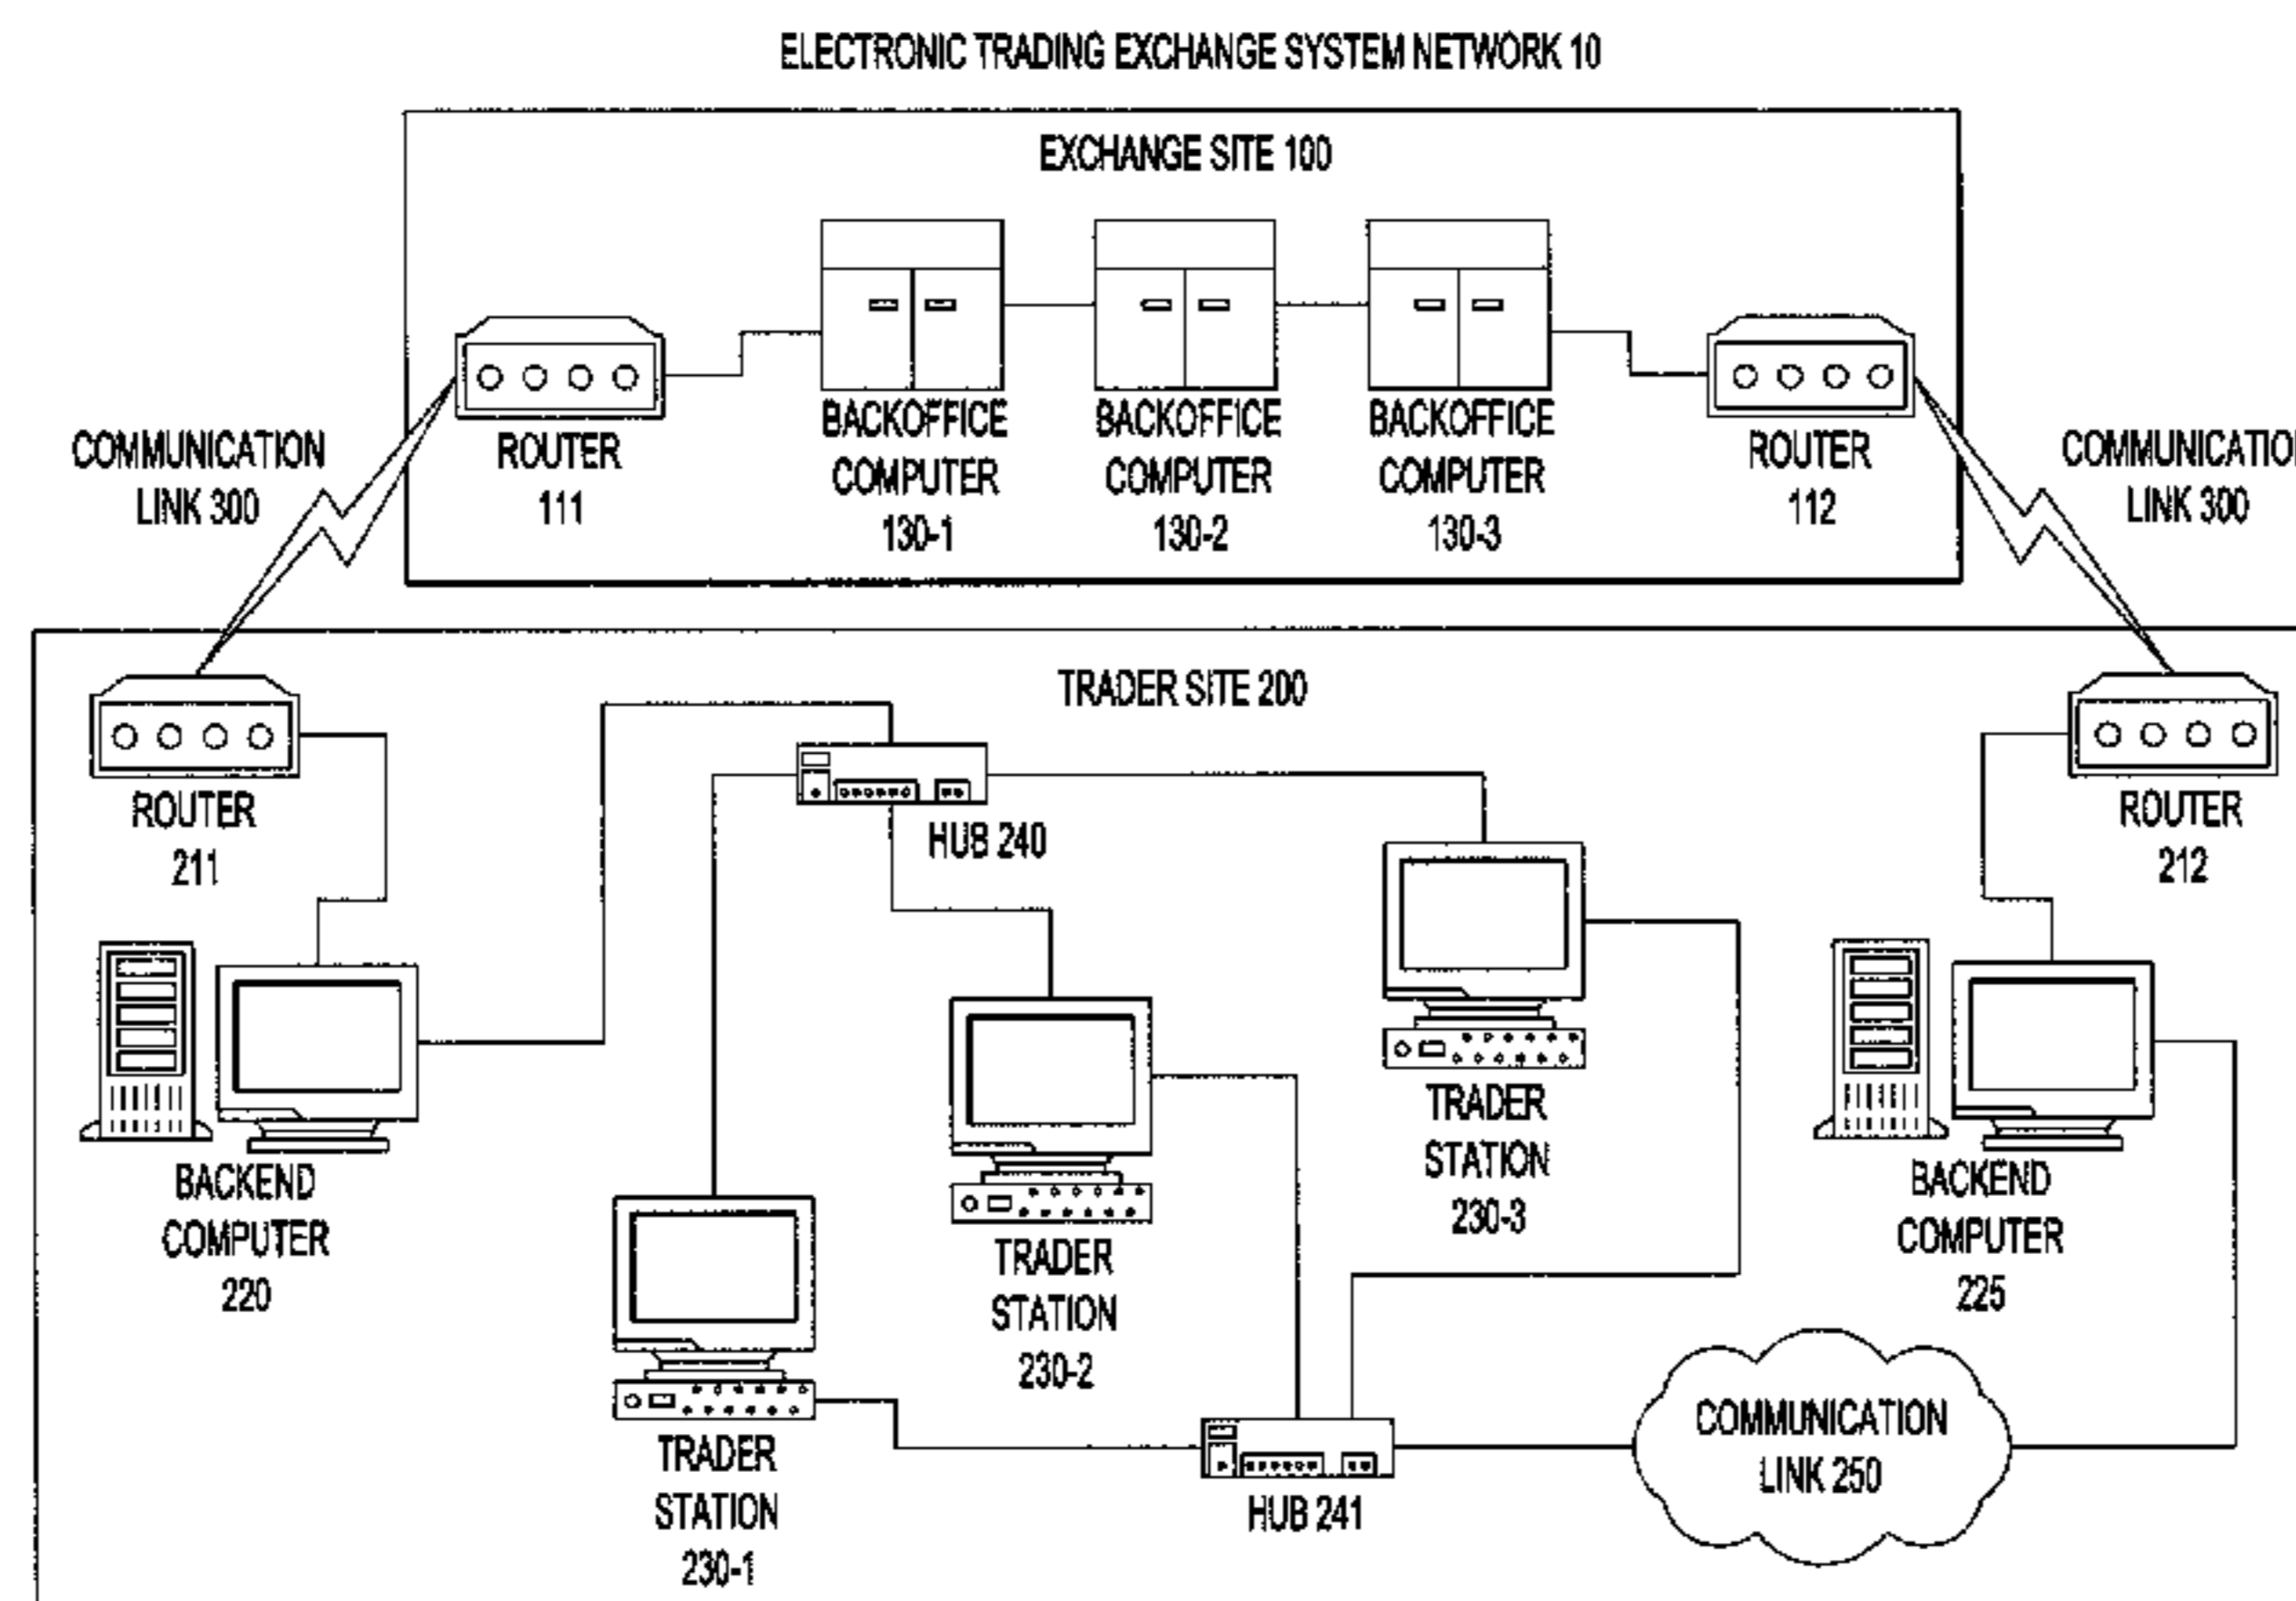 ELECTRONIC TRADING EXCHANGE SYSTEM NETWORK 10
EXCHANGE SITE 100
COMMUNICATION
LINK 300
ROUTER
111
BACKOFFICE
COMPUTER
130-1
BACKOFFICE
COMPUTER
130-2
BACKOFFICE
COMPUTER
130-3
ROUTER
112
COMMUNICATIO
LINK 300
TRADER SITE 200
ROUTER
211
HUB 240
ROUTER
212
BACKEND
COMPUTER
220
TRADER
STATION
230-1
TRADER
STATION
230-2
TRADER
STATION
230-3
BACKEND
COMPUTER
225
HUB 241
COMMUNICATION
LINK 250